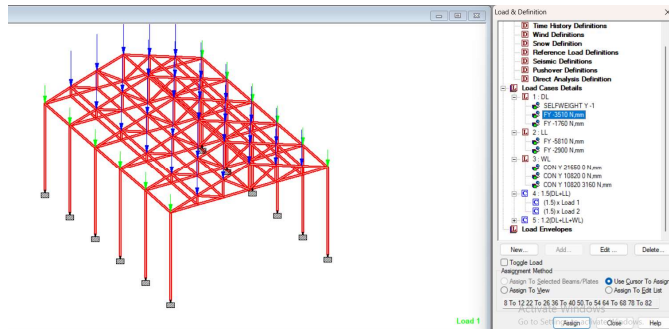 Load & Definition
Time History Definitions
Wind Definitions
Snow Definition
Reference Load Definitions
Seismic Definitions
Pushover Definitions
Direct Analysis Definition
Load Cases Details
1 : DL
SELFWEIGHT Y -1
FY -3510 N,mm
FY -1760 N,mm
2 : LL
FY -5810 N,mm
FY -2900 N,mm
3 : WL
CON Y 21660 0 N,mm
CON Y 10820 0 N,mm
CON Y 10820 3160 N,mm
4 : 1.5(DL+LL)
(1.5) x Load 1
(1.5) x Load 2
5 : 1.2(DL+LL+WL)
Load Envelopes
New... Add... Edit ... Delete...
Toggle Load
Assignment Method
Assign To Selected Beams/Plates Use Cursor To Assign
Assign To View Assign To Edit List
8 To 12 22 To 26 36 To 40 50 To 54 64 To 68 78 To 82
Activate Windows
Go to
Assign Close Help
Load 1